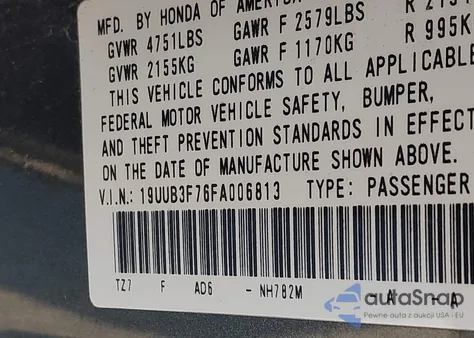 MFD. BY HONDA OF AMERICA
GVWR 4751LBS GAWR F 2579LBS R
GVWR 2155KG GAWR F 1170KG R 995K
THIS VEHICLE CONFORMS TO ALL APPLICABLE
FEDERAL MOTOR VEHICLE SAFETY, BUMPER,
AND THEFT PREVENTION STANDARDS IN EFFECT
ON THE DATE OF MANUFACTURE SHOWN ABOVE.
V.I.N.: 19UUB3F76FA006813 TYPE: PASSENGER
TZ7 F AD6 -NH782M A -A
autoSnap
Pewne auta z aukcji USA i EU